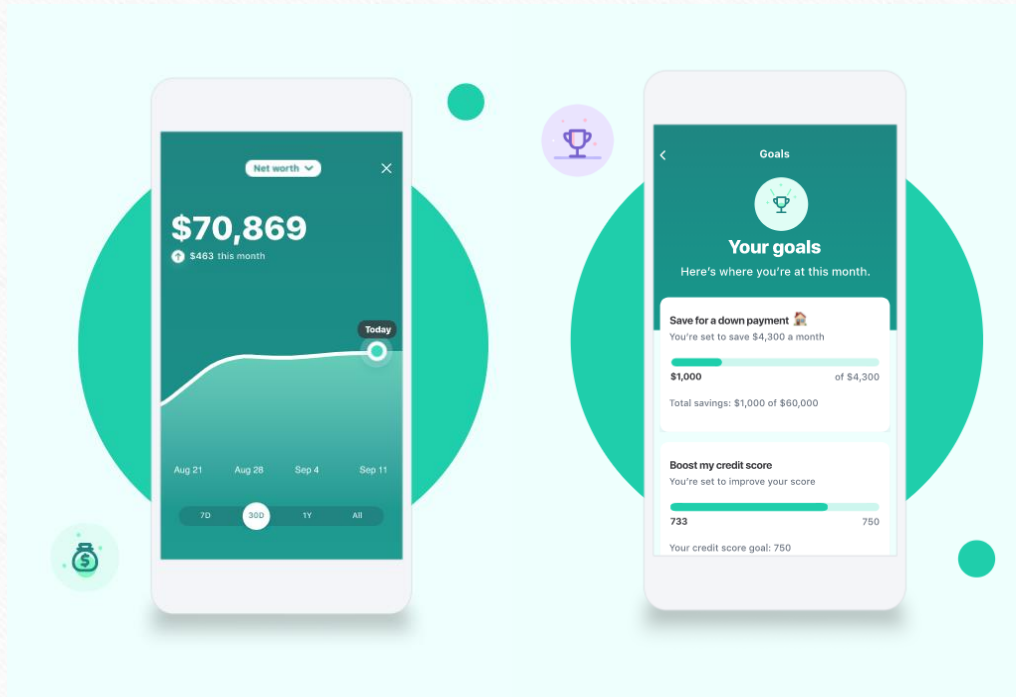 Net worth
$70,869
$463 this month
Today
Aug 21 Aug 28 Sep 4 Sep 11
7D 30D 1Y All
Goals
Your goals
Here's where you're at this month.
Save for a down payment
You're set to save $4,300 a month
$1,000 of $4,300
Total savings: $1,000 of $60,000
Boost my credit score
You're set to improve your score
733 750
Your credit score goal: 750